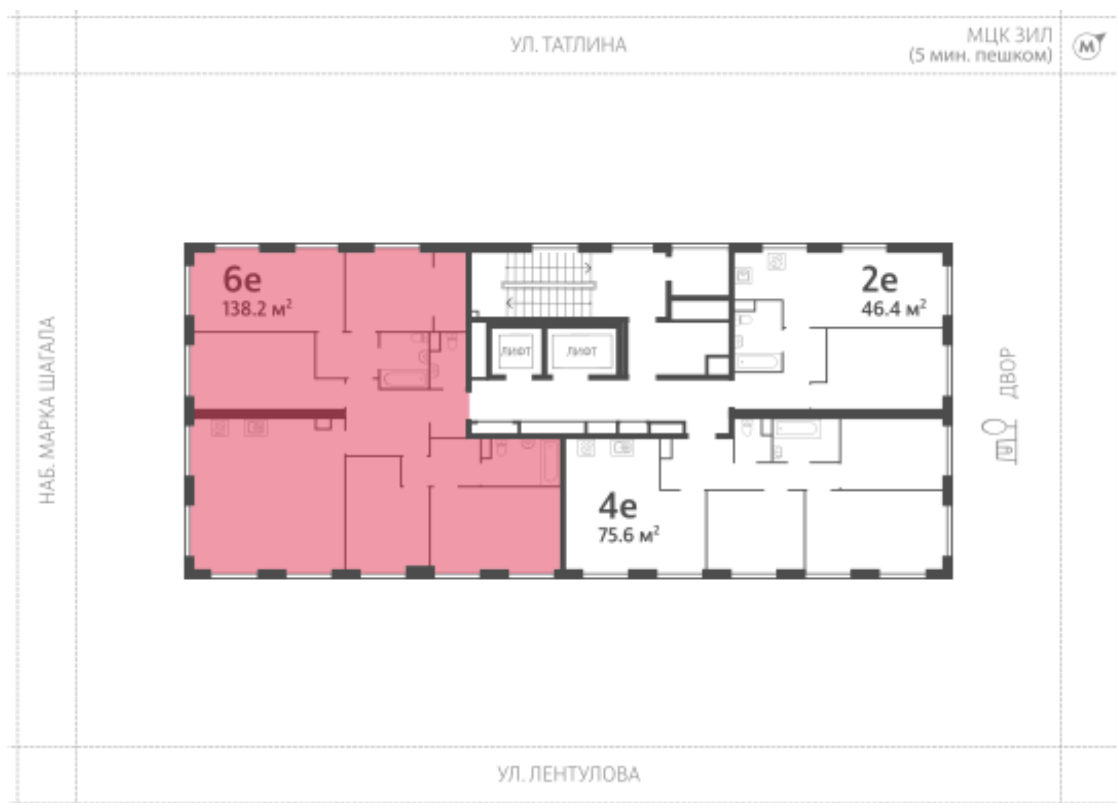 УЛ. ТАТЛИНА
МЦК ЗИЛ
(5 мин. пешком)
М
6е
138.2 м²
2е
46.4 м²
ЛИФТ
ЛИФТ
НАБ. МАРКА ШАГАЛА
ДВОР
4е
75.6 м²
УЛ. ЛЕНТУЛОВА